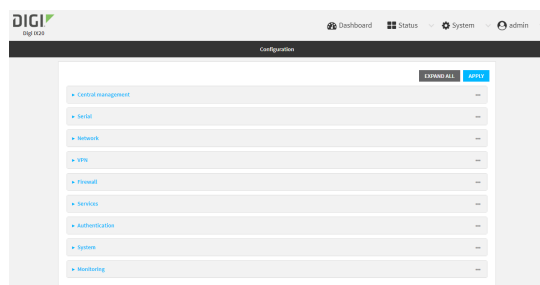 DIGI
Dashboard Status System admin
Digi IX20
Configuration
EXPAND ALL APPLY
Central management
Serial
Network
VPN
Firewall
Services
Authentication
System
Monitoring